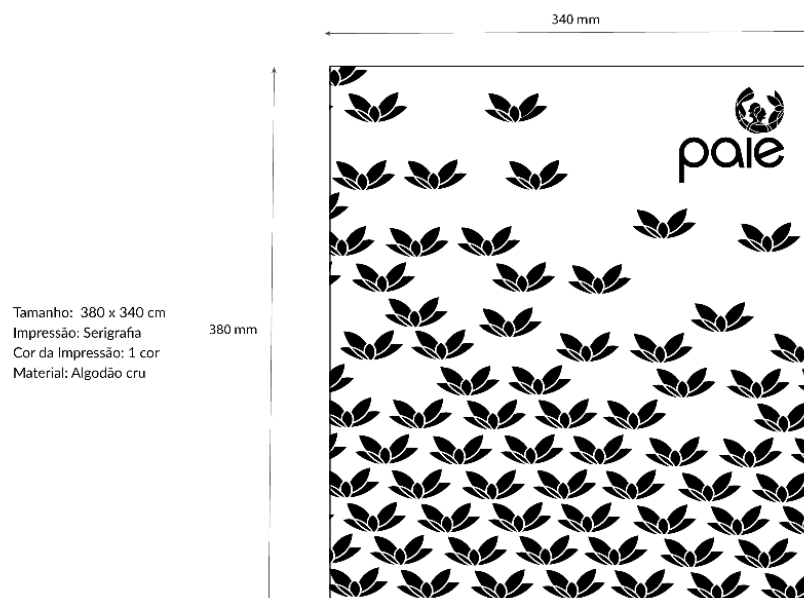 340 mm
paie
Tamanho: 380 x 340 cm
Impressão: Serigrafia
Cor da Impressão: 1 cor
Material: Algodão cru
380 mm